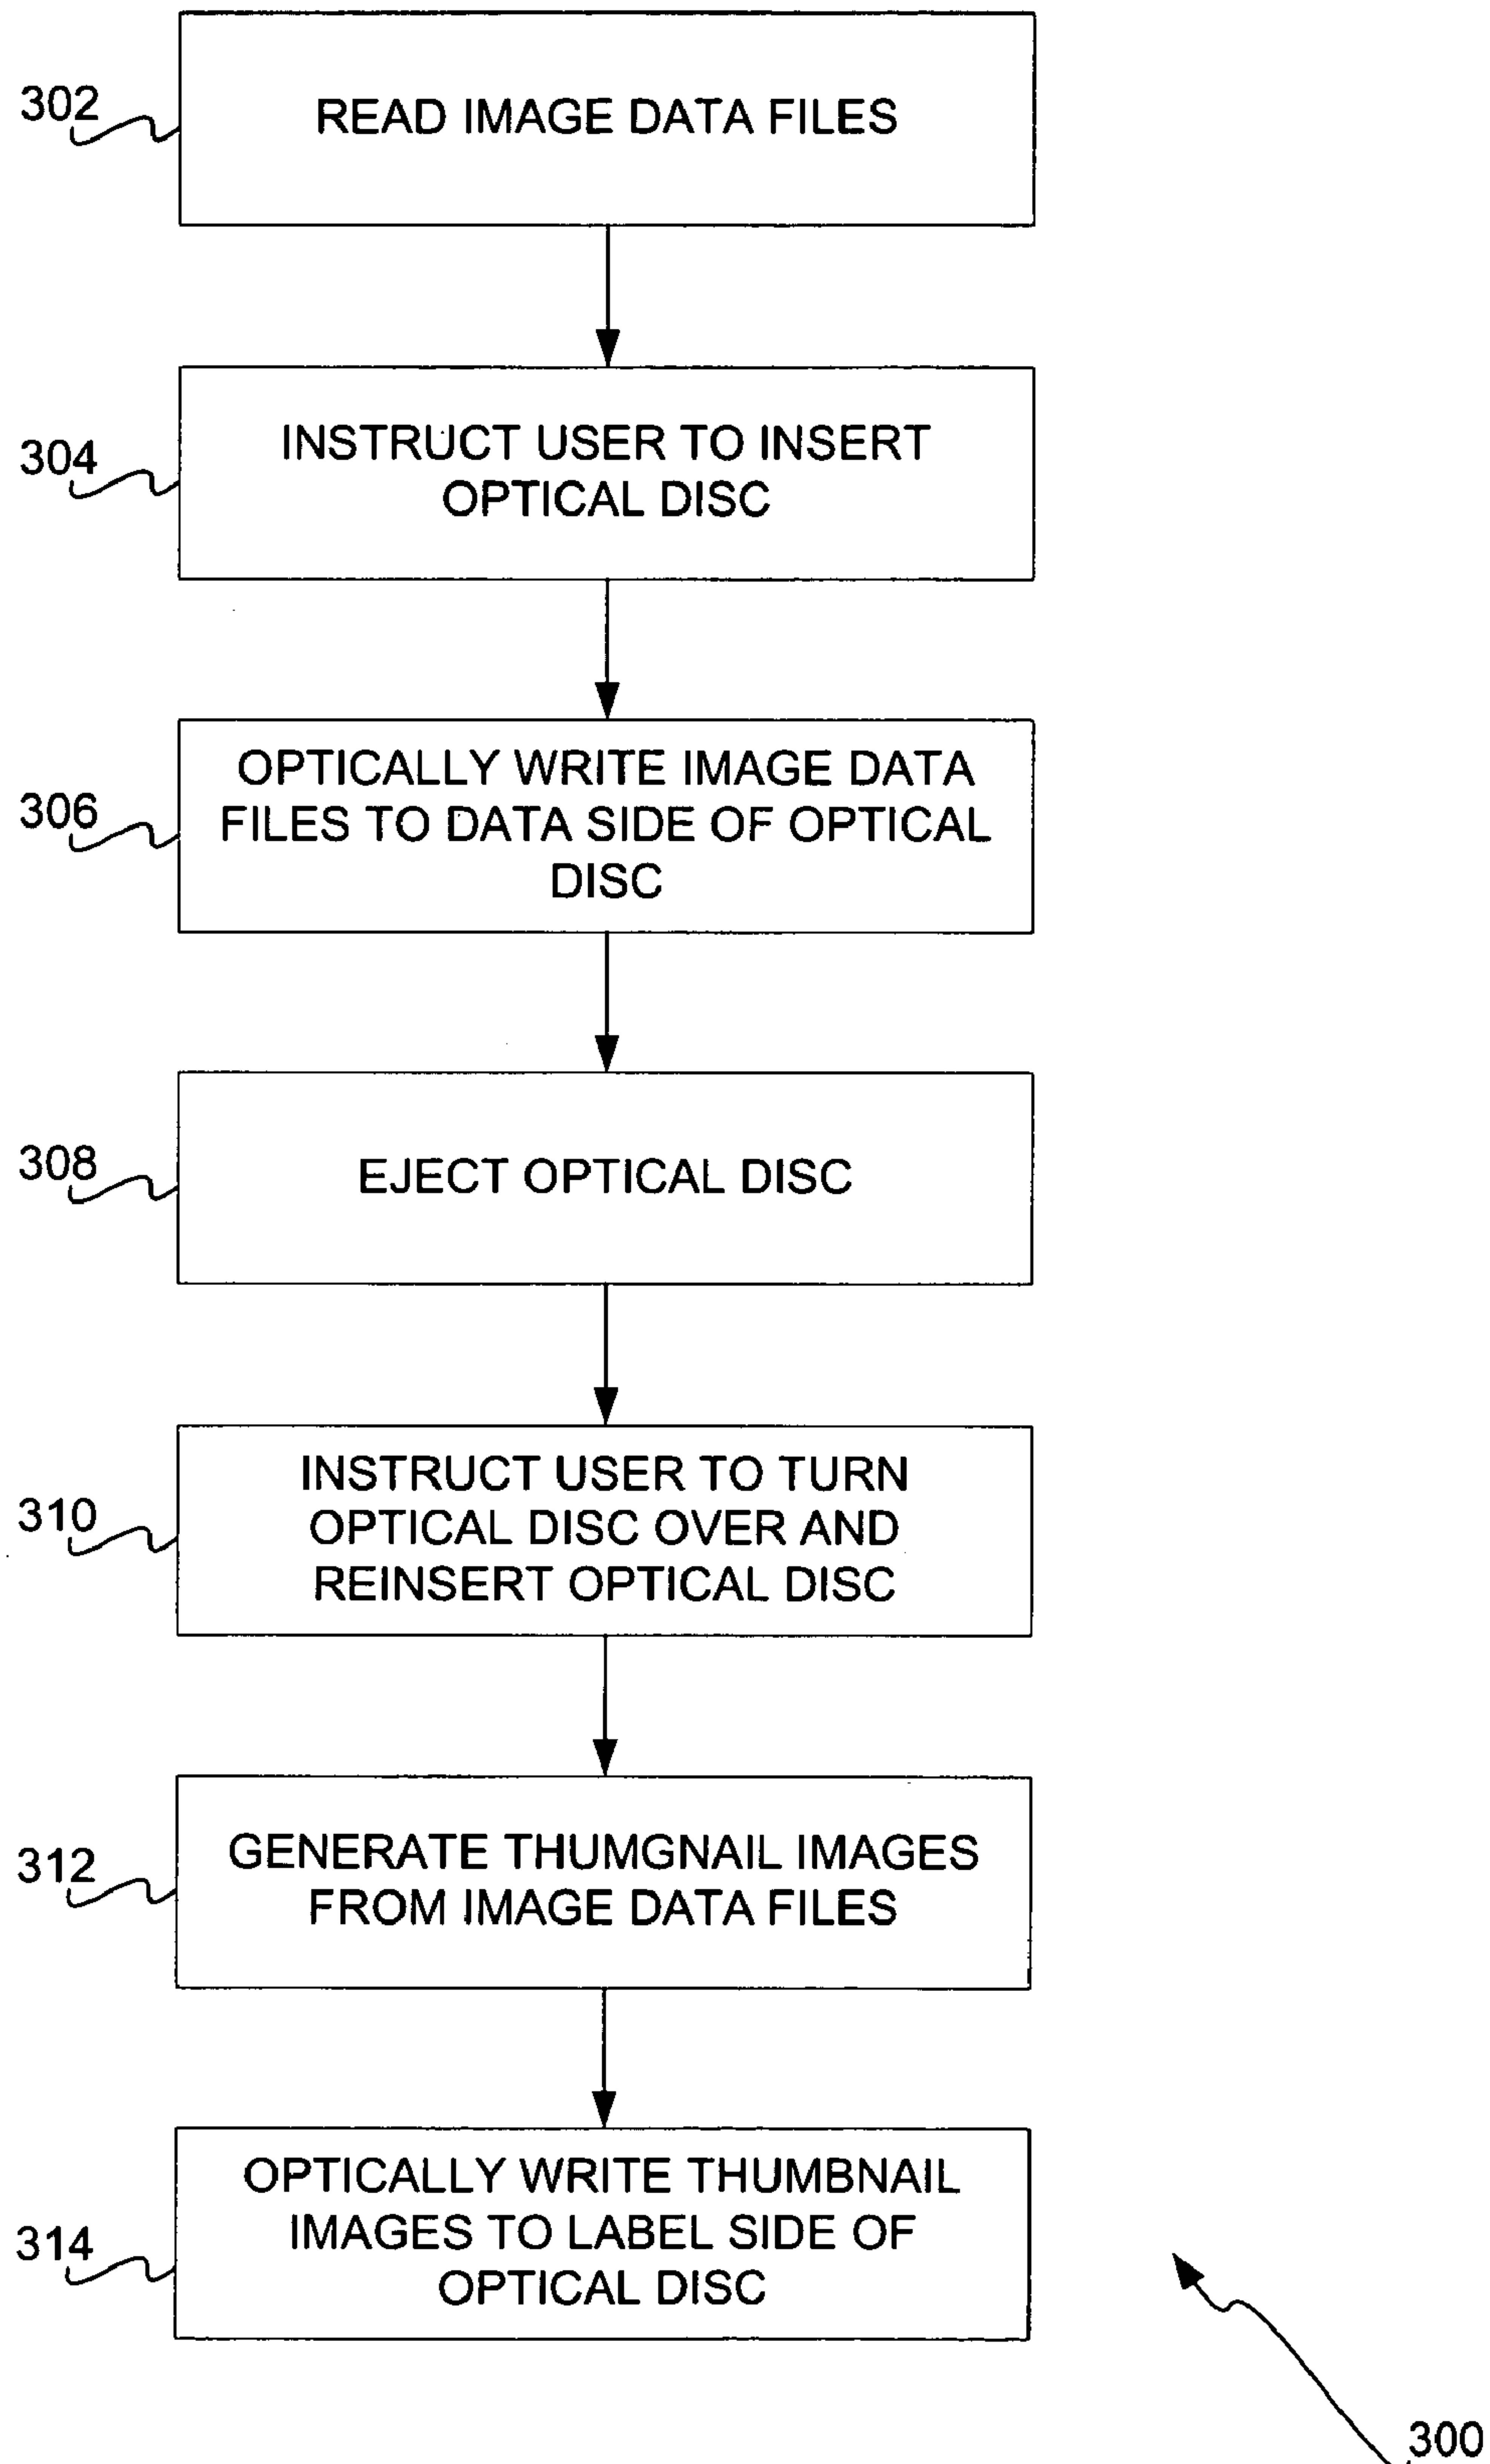 302
READ IMAGE DATA FILES
304
INSTRUCT USER TO INSERT
OPTICAL DISC
306
OPTICALLY WRITE IMAGE DATA
FILES TO DATA SIDE OF OPTICAL
DISC
308
EJECT OPTICAL DISC
310
INSTRUCT USER TO TURN
OPTICAL DISC OVER AND
REINSERT OPTICAL DISC
312
GENERATE THUMGNAIL IMAGES
FROM IMAGE DATA FILES
314
OPTICALLY WRITE THUMBNAIL
IMAGES TO LABEL SIDE OF
OPTICAL DISC
300